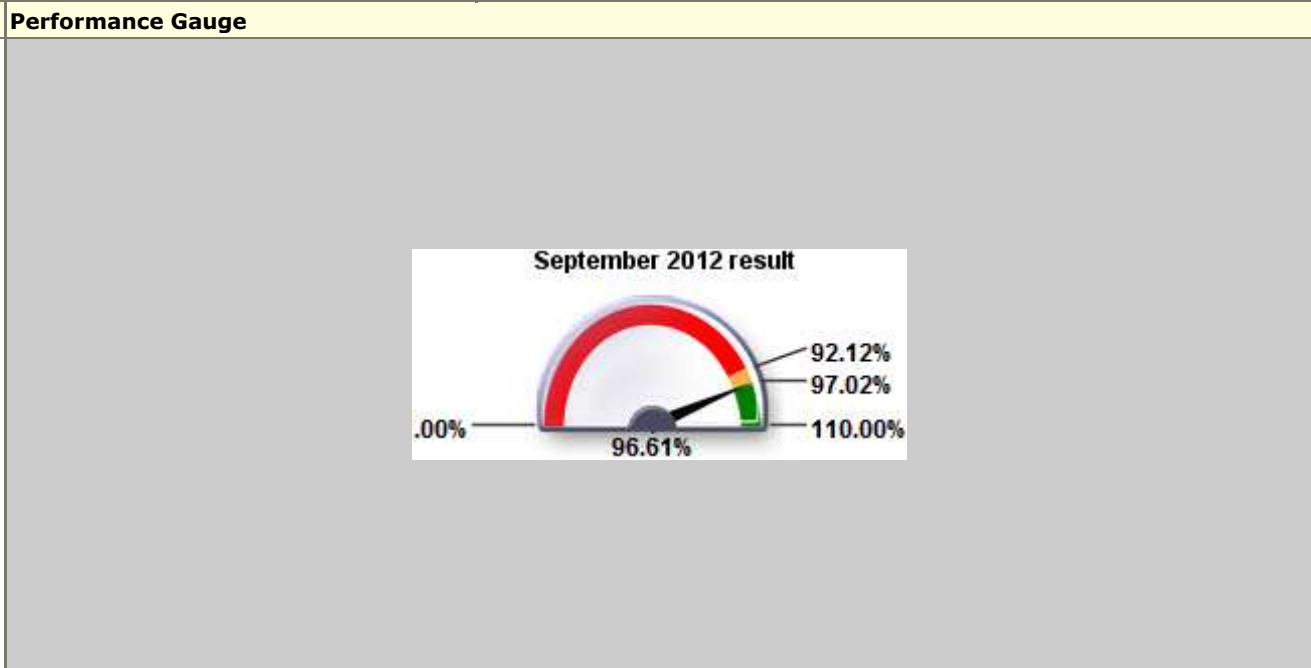 Performance Gauge
September 2012 result
92.12%
97.02%
.00%
110.00%
96.61%